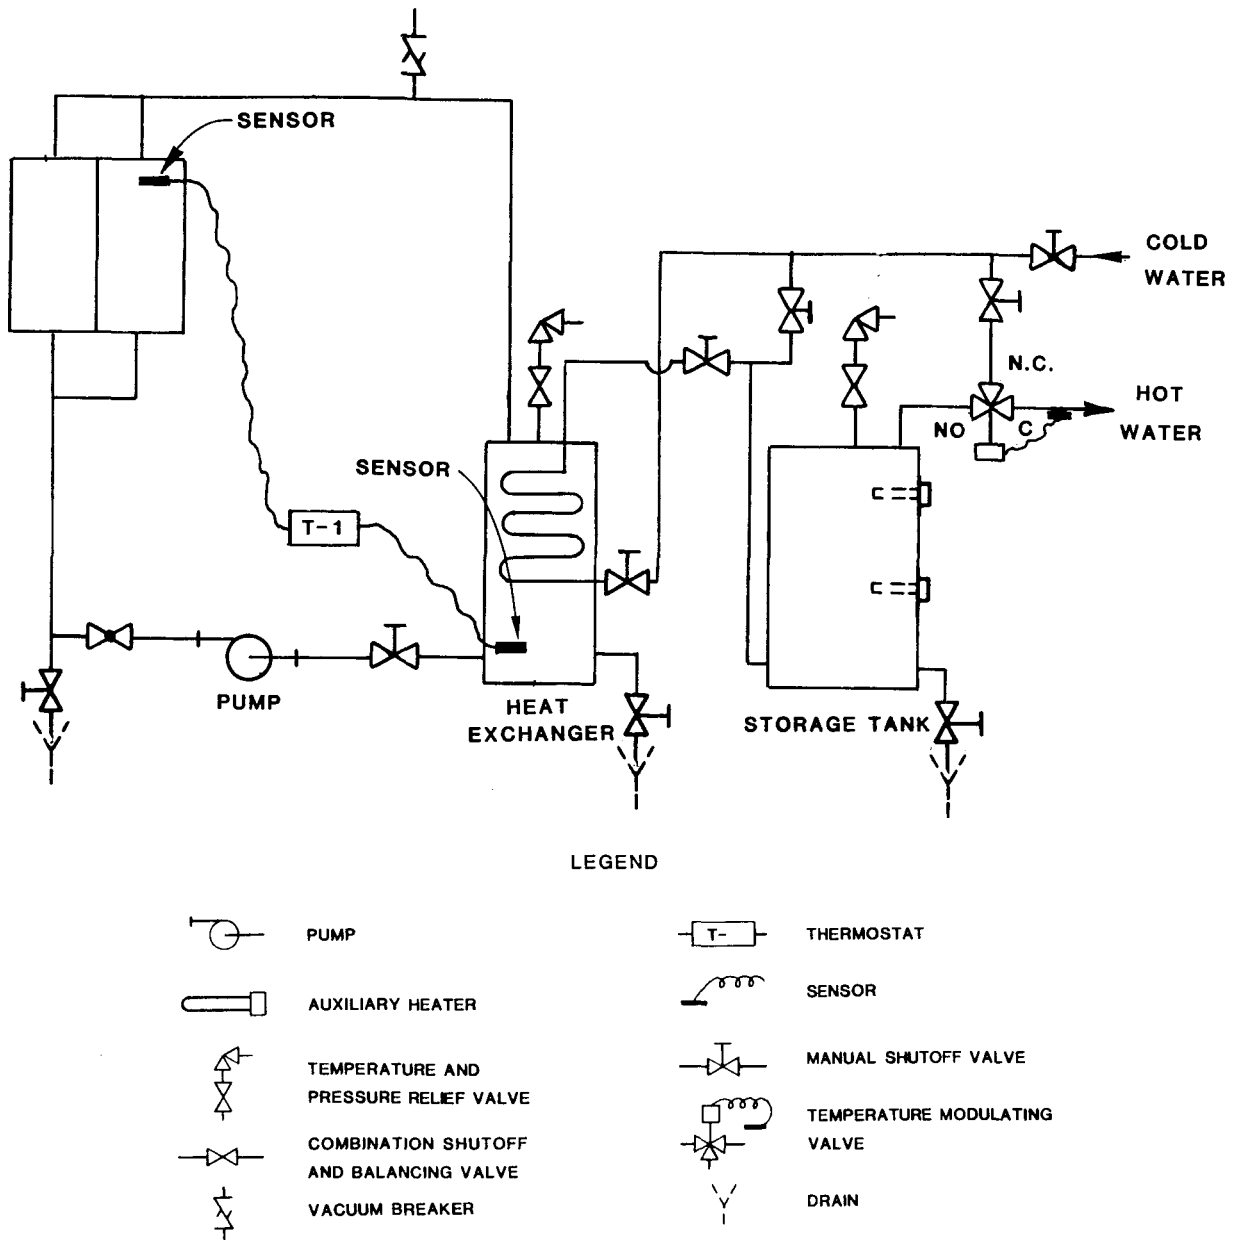 SENSOR
COLD
WATER
N.C.
HOT
WATER
NO
C
SENSOR
T-1
PUMP
HEAT
EXCHANGER
STORAGE TANK
LEGEND
PUMP
AUXILIARY HEATER
TEMPERATURE AND
PRESSURE RELIEF VALVE
COMBINATION SHUTOFF
AND BALANCING VALVE
VACUUM BREAKER
T-
THERMOSTAT
SENSOR
MANUAL SHUTOFF VALVE
TEMPERATURE MODULATING
VALVE
DRAIN